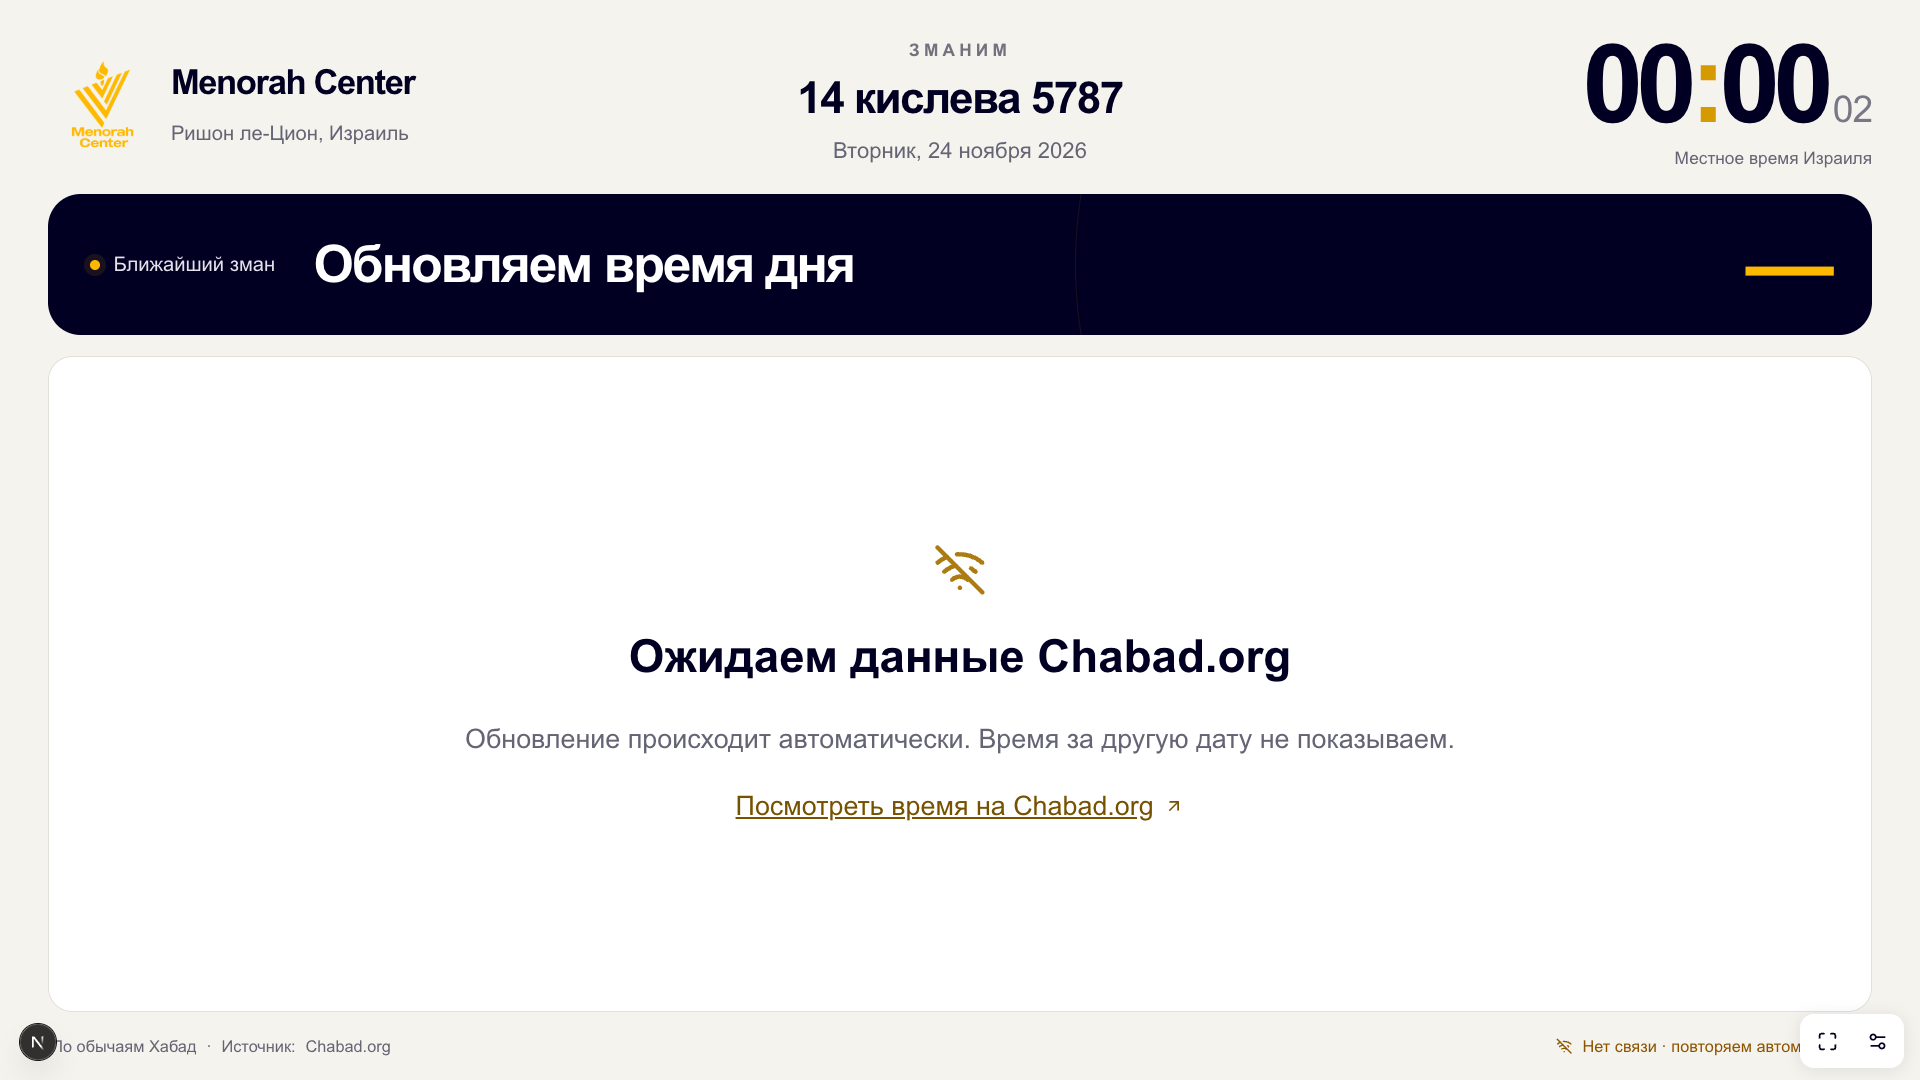 Menorah Center
Menorah Center
Ришон ле-Цион, Израиль
ЗМАНИМ
14 кислева 5787
Вторник, 24 ноября 2026
00:00 02
Местное время Израиля
Ближайший зман
Обновляем время дня
Ожидаем данные Chabad.org
Обновление происходит автоматически. Время за другую дату не показываем.
Посмотреть время на Chabad.org
N
По обычаям Хабад · Источник: Chabad.org
Нет связи · повторяем автом